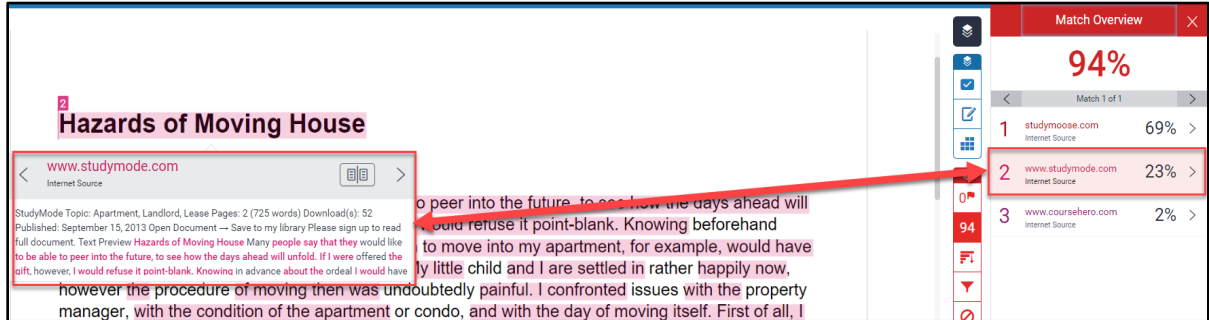 Match Overview
94%
Match 1 of 1
1 studymoose.com 69%
Internet Source
2 www.studymode.com 23%
Internet Source
3 www.coursehero.com 2%
Internet Source
0
94
2
Hazards of Moving House
www.studymode.com
Internet Source
StudyMode Topic: Apartment, Landlord, Lease Pages: 2 (725 words) Download(s): 52
Published: September 15, 2013 Open Document → Save to my library Please sign up to read
full document. Text Preview Hazards of Moving House Many people say that they would like
to be able to peer into the future, to see how the days ahead will unfold. If I were offered the
gift, however, I would refuse it point-blank. Knowing in advance about the ordeal I would have
o peer into the future, to see how the days ahead will
ould refuse it point-blank. Knowing beforehand
to move into my apartment, for example, would have
My little child and I are settled in rather happily now,
however the procedure of moving then was undoubtedly painful. I confronted issues with the property
manager, with the condition of the apartment or condo, and with the day of moving itself. First of all, I